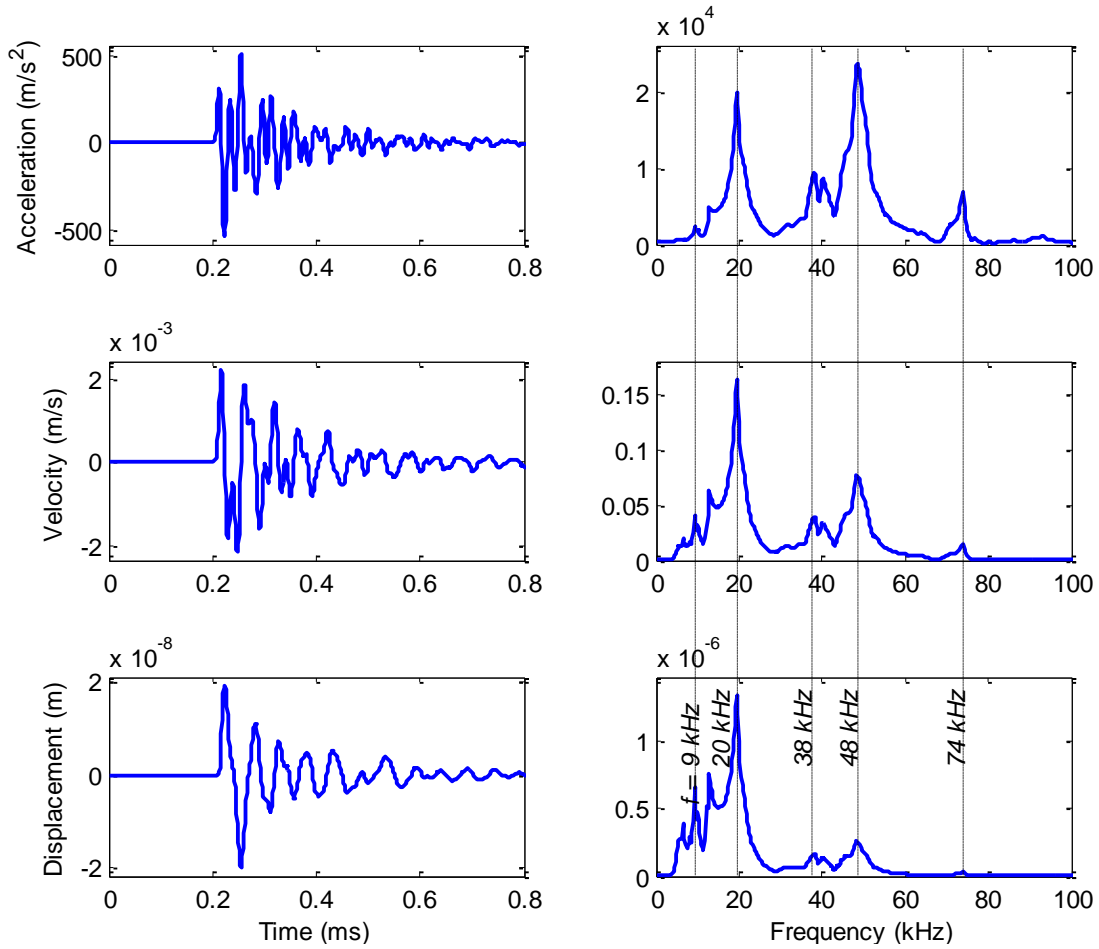 x 10^4
Acceleration (m/s^2)
500
0
-500
0 0.2 0.4 0.6 0.8
2
1
0
0 20 40 60 80 100
x 10^-3
Velocity (m/s)
2
0
-2
0 0.2 0.4 0.6 0.8
0.15
0.1
0.05
0
0 20 40 60 80 100
x 10^-8
Displacement (m)
2
0
-2
0 0.2 0.4 0.6 0.8
Time (ms)
x 10^-6
1
0.5
0
f = 9 kHz
20 kHz
38 kHz
48 kHz
74 kHz
0 20 40 60 80 100
Frequency (kHz)